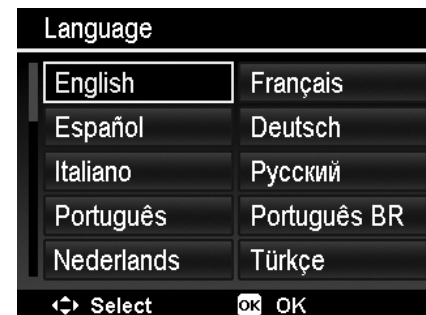 Language
English Français
Español Deutsch
Italiano Русский
Português Português BR
Nederlands Türkçe
Select OK OK